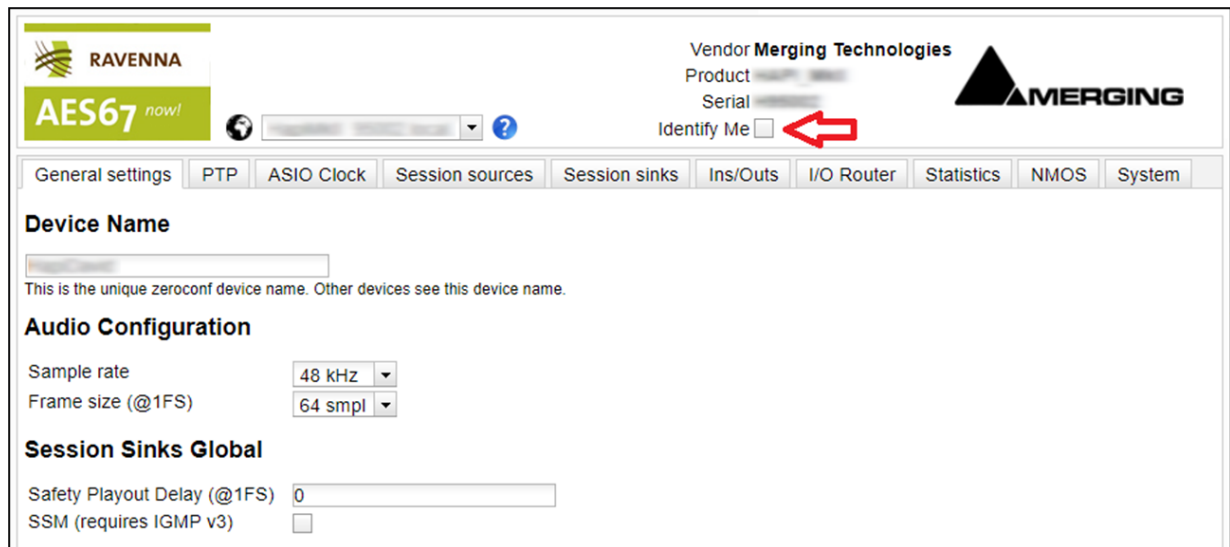 RAVENNA
AES67 now!
?
Vendor Merging Technologies
Product
Serial
Identify Me
MERGING
General settings PTP ASIO Clock Session sources Session sinks Ins/Outs I/O Router Statistics NMOS System
Device Name
This is the unique zeroconf device name. Other devices see this device name.
Audio Configuration
Sample rate 48 kHz
Frame size (@1FS) 64 smpl
Session Sinks Global
Safety Playout Delay (@1FS) 0
SSM (requires IGMP v3)